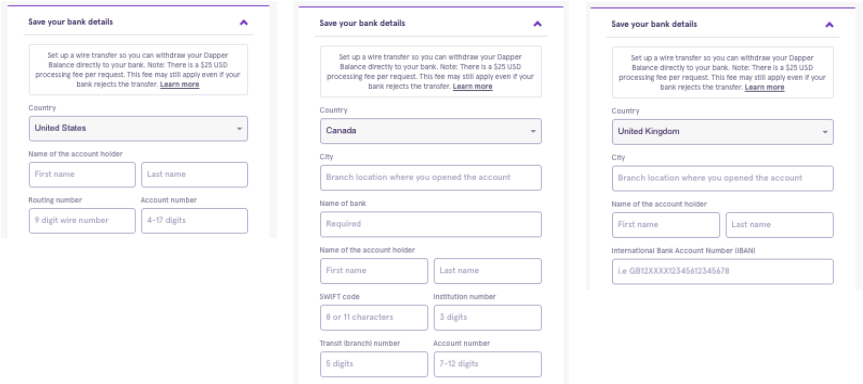 Save your bank details
Set up a wire transfer so you can withdraw your Dapper
Balance directly to your bank. Note: There is a $25 USD
processing fee per request. This fee may still apply even if your
bank rejects the transfer. Learn more
Country
United States
Name of the account holder
First name Last name
Routing number Account number
9 digit wire number 4-17 digits
Save your bank details
Set up a wire transfer so you can withdraw your Dapper
Balance directly to your bank. Note: There is a $25 USD
processing fee per request. This fee may still apply even if your
bank rejects the transfer. Learn more
Country
Canada
City
Branch location where you opened the account
Name of bank
Required
Name of the account holder
First name Last name
SWIFT code Institution number
8 or 11 characters 3 digits
Transit (branch) number Account number
5 digits 7-12 digits
Save your bank details
Set up a wire transfer so you can withdraw your Dapper
Balance directly to your bank. Note: There is a $25 USD
processing fee per request. This fee may still apply even if your
bank rejects the transfer. Learn more
Country
United Kingdom
City
Branch location where you opened the account
Name of the account holder
First name Last name
International Bank Account Number (IBAN)
i.e GB12XXXX12345612345678